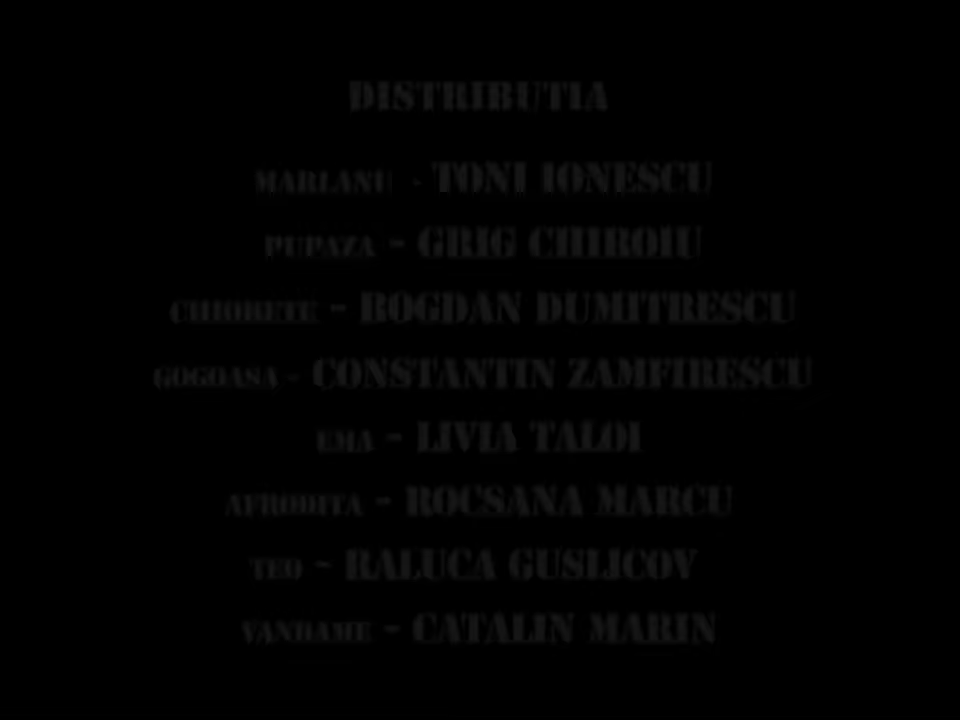 DISTRIBUTIA
MARLANU - TONI IONESCU
PUPAZA - GRIG CHIROIU
CHIORETE - BOGDAN DUMITRESCU
GOGOASA - CONSTANTIN ZAMFIRESCU
EMA - LIVIA TALOI
AFRODITA - ROCSANA MARCU
TEO - RALUCA GUSLICOV
VANDAME - CATALIN MARIN